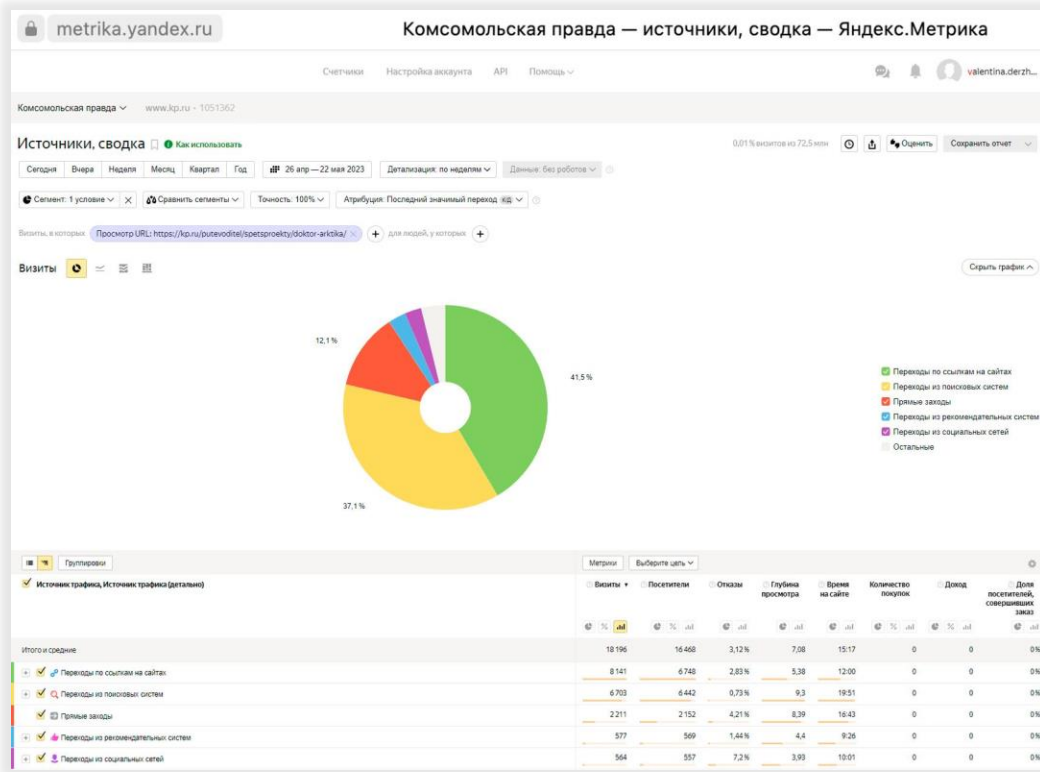 metrika.yandex.ru
Комсомольская правда — источники, сводка — Яндекс.Метрика
Счетчики Настройка аккаунта API Помощь
valentina.derzh...
Комсомольская правда www.kp.ru - 1051362
Источники, сводка Как использовать
0,01 % визитов из 72,5 млн Оценить Сохранить отчет
Сегодня Вчера Неделя Месяц Квартал Год 26 апр — 22 мая 2023 Детализация: по неделям Данные: без роботов
Сегмент: 1 условие Сравнить сегменты Точность: 100% Атрибуция: Последний значимый переход КД
Визиты, в которых Просмотр URL: https://kp.ru/putevoditel/spetsproekty/doktor-arktika/ для людей, у которых
Визиты
Скрыть график
12,1 %
41,5 %
37,1 %
Переходы по ссылкам на сайтах
Переходы из поисковых систем
Прямые заходы
Переходы из рекомендательных систем
Переходы из социальных сетей
Остальные
Группировки Метрики Выберите цель
Источник трафика, Источник трафика (детально) Визиты Посетители Отказы Глубина просмотра Время на сайте Количество покупок Доход Доля посетителей, совершивших заказ
Итого и средние 18 196 16 468 3,12 % 7,08 15:17 0 0 0%
Переходы по ссылкам на сайтах 8 141 6 748 2,83 % 5,38 12:00 0 0 0%
Переходы из поисковых систем 6 703 6 442 0,73 % 9,3 19:51 0 0 0%
Прямые заходы 2 211 2 152 4,21 % 8,39 16:43 0 0 0%
Переходы из рекомендательных систем 577 569 1,44 % 4,4 9:26 0 0 0%
Переходы из социальных сетей 564 557 7,2 % 3,93 10:01 0 0 0%